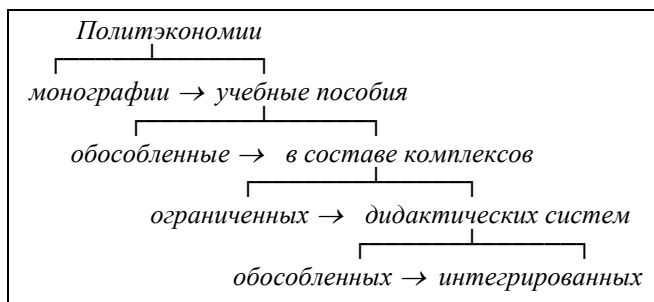 Политэкономии
монографии → учебные пособия
обособленные → в составе комплексов
ограниченных → дидактических систем
обособленных → интегрированных